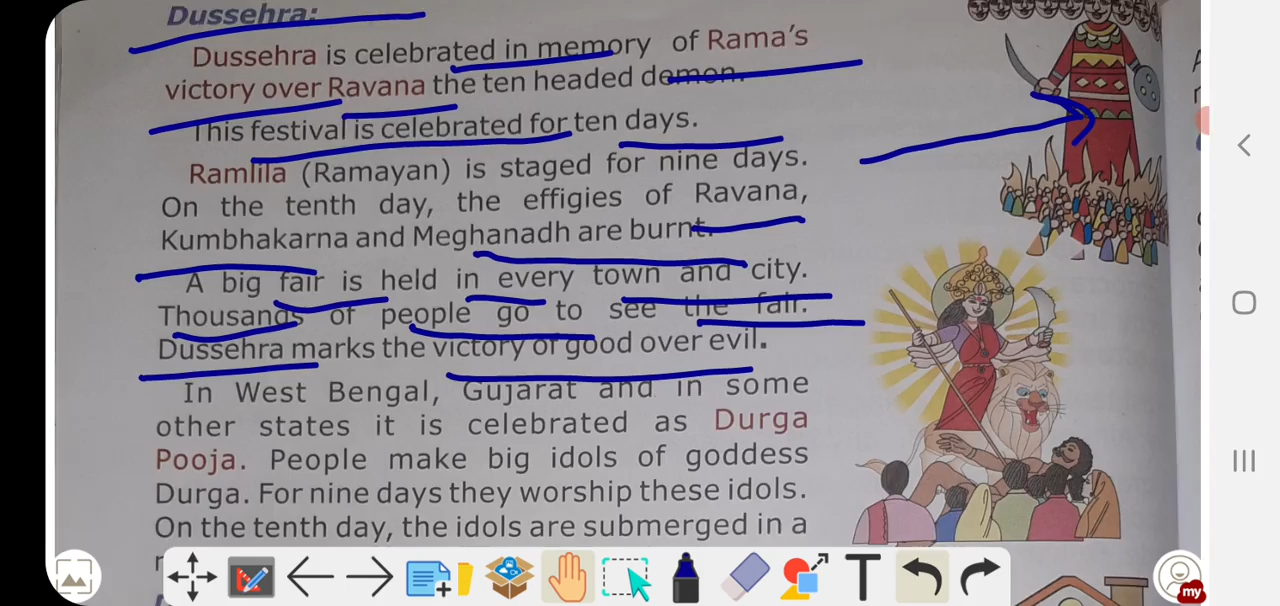 Dussehra:
Dussehra is celebrated in memory of Rama's
victory over Ravana the ten headed demon.
This festival is celebrated for ten days.
Ramlila (Ramayan) is staged for nine days.
On the tenth day, the effigies of Ravana,
Kumbhakarna and Meghanadh are burnt.
A big fair is held in every town and city.
Thousands of people go to see the fair.
Dussehra marks the victory of good over evil.
In West Bengal, Gujarat and in some
other states it is celebrated as Durga
Pooja. People make big idols of goddess
Durga. For nine days they worship these idols.
On the tenth day, the idols are submerged in a
T
my